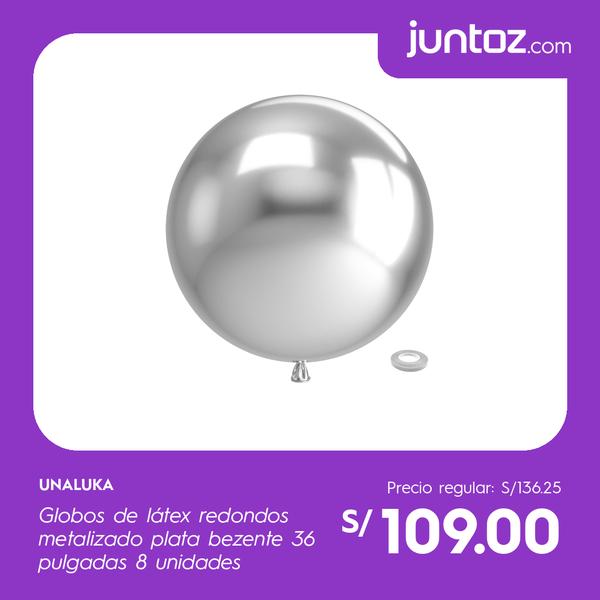 juntoz.com
UNALUKA
Globos de látex redondos
metalizado plata bezente 36
pulgadas 8 unidades
Precio regular: S/136.25
S/109.00